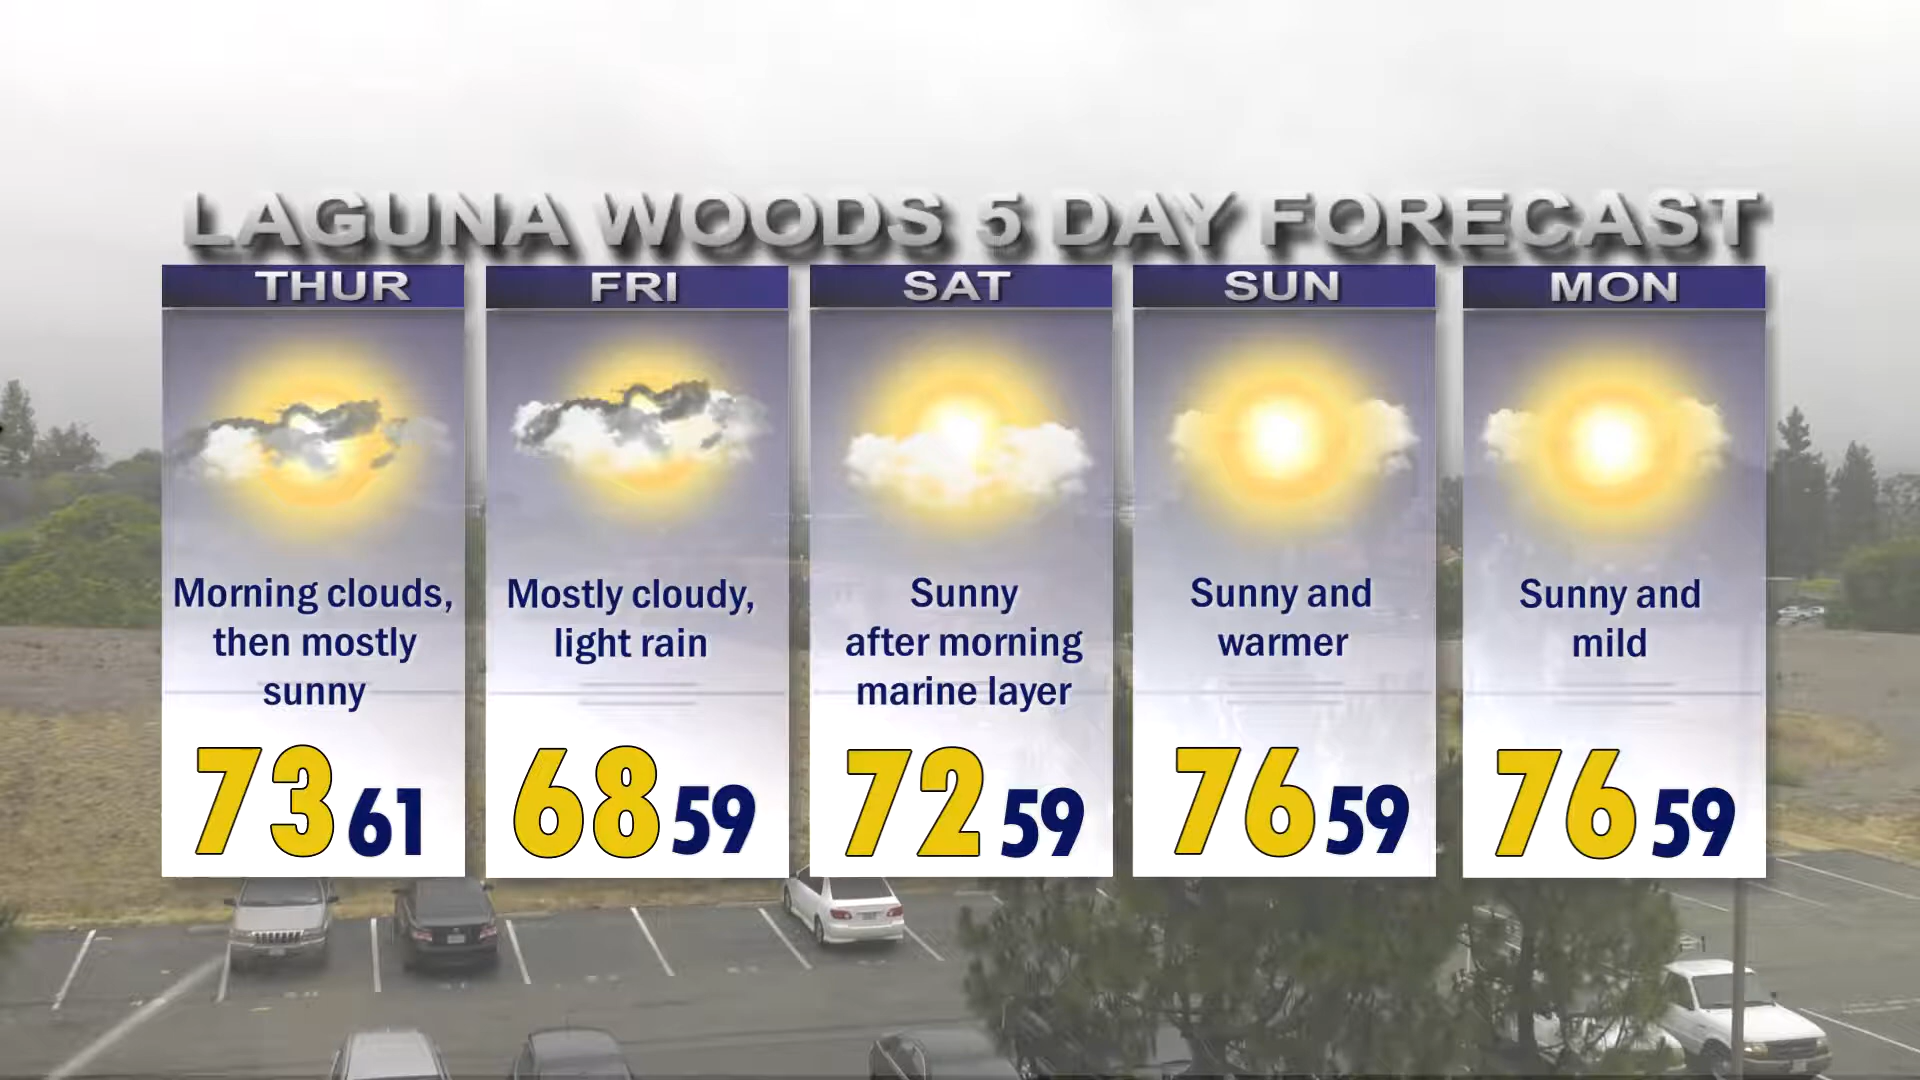 LAGUNA WOODS 5 DAY FORECAST
THUR
Morning clouds,
then mostly
sunny
73 61
FRI
Mostly cloudy,
light rain
68 59
SAT
Sunny
after morning
marine layer
72 59
SUN
Sunny and
warmer
76 59
MON
Sunny and
mild
76 59